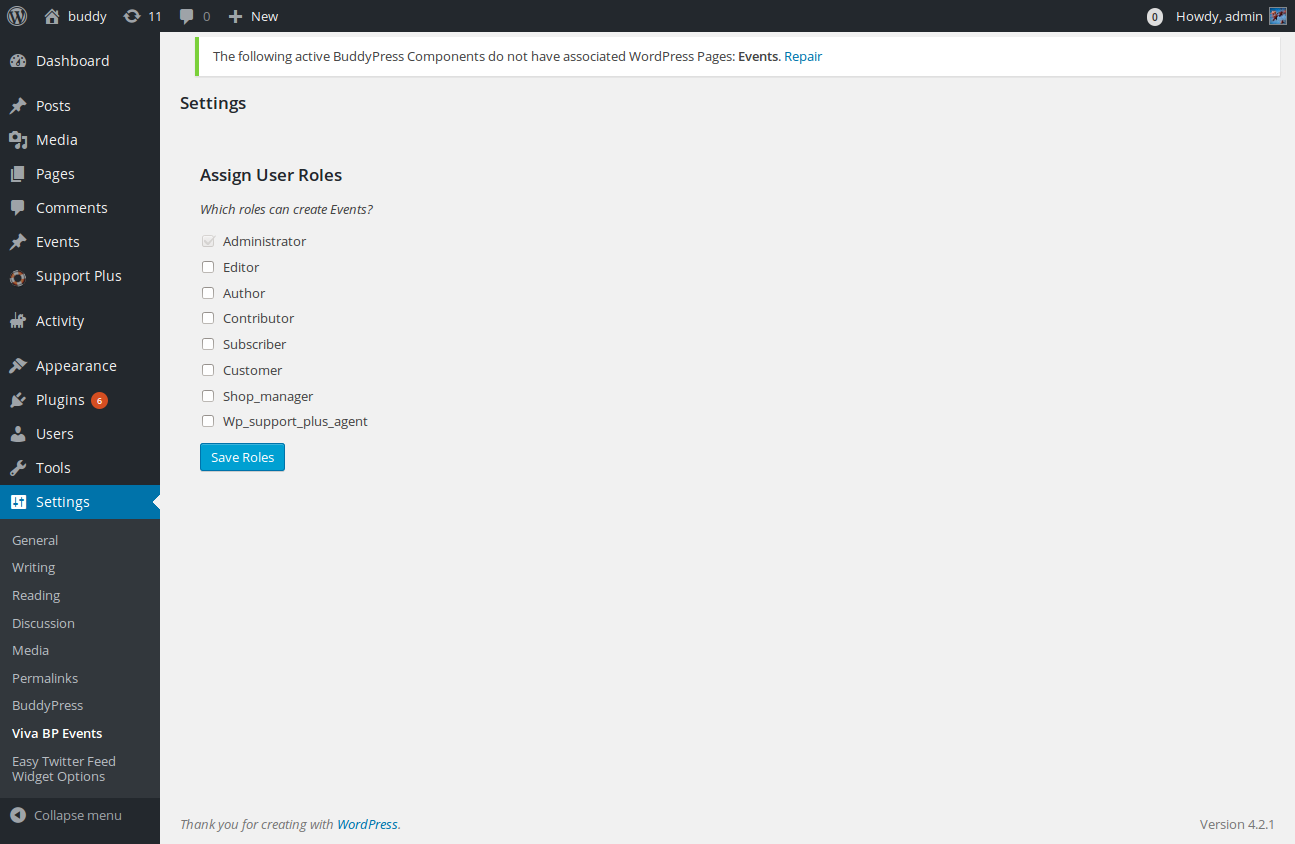 buddy 11 0 New 0 Howdy, admin
The following active BuddyPress Components do not have associated WordPress Pages: Events. Repair
Dashboard
Posts
Media
Pages
Comments
Events
Support Plus
Activity
Appearance
Plugins 6
Users
Tools
Settings
General
Writing
Reading
Discussion
Media
Permalinks
BuddyPress
Viva BP Events
Easy Twitter Feed
Widget Options
Collapse menu
Settings
Assign User Roles
Which roles can create Events?
Administrator
Editor
Author
Contributor
Subscriber
Customer
Shop_manager
Wp_support_plus_agent
Save Roles
Thank you for creating with WordPress. Version 4.2.1